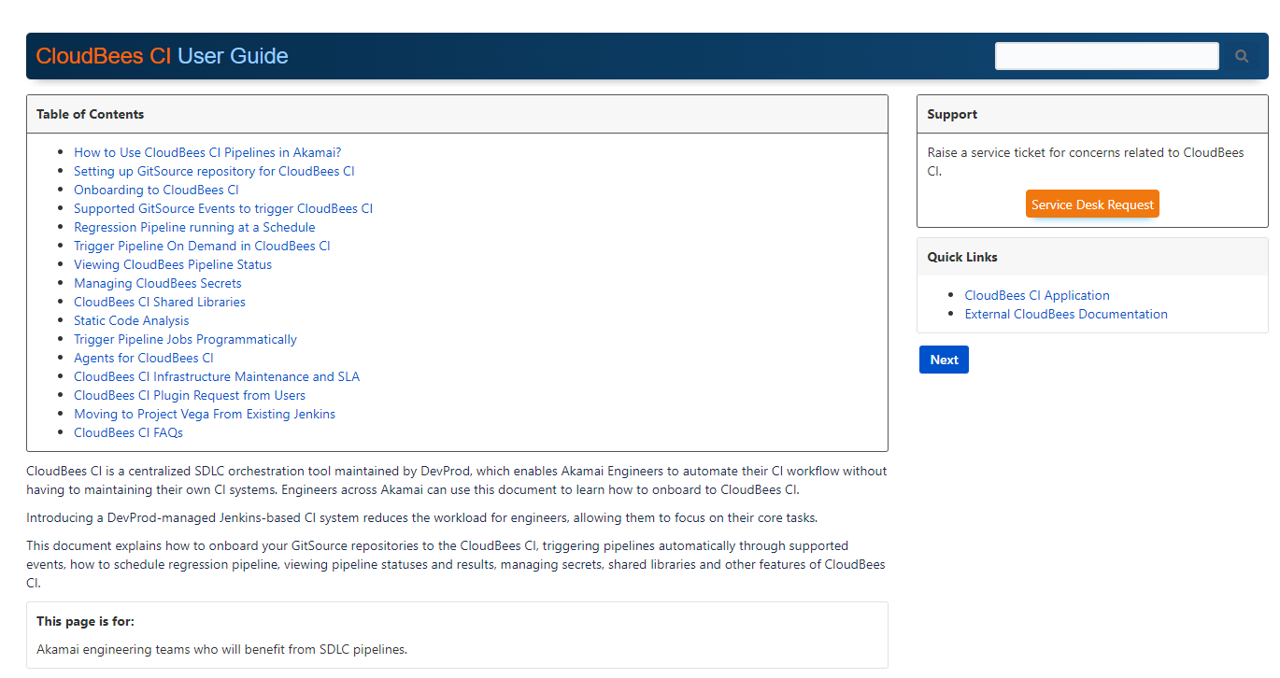 CloudBees CI User Guide
Table of Contents
How to Use CloudBees CI Pipelines in Akamai?
Setting up GitSource repository for CloudBees CI
Onboarding to CloudBees CI
Supported GitSource Events to trigger CloudBees CI
Regression Pipeline running at a Schedule
Trigger Pipeline On Demand in CloudBees CI
Viewing CloudBees Pipeline Status
Managing CloudBees Secrets
CloudBees CI Shared Libraries
Static Code Analysis
Trigger Pipeline Jobs Programmatically
Agents for CloudBees CI
CloudBees CI Infrastructure Maintenance and SLA
CloudBees CI Plugin Request from Users
Moving to Project Vega From Existing Jenkins
CloudBees CI FAQs
CloudBees CI is a centralized SDLC orchestration tool maintained by DevProd, which enables Akamai Engineers to automate their CI workflow without
having to maintaining their own CI systems. Engineers across Akamai can use this document to learn how to onboard to CloudBees CI.
Introducing a DevProd-managed Jenkins-based CI system reduces the workload for engineers, allowing them to focus on their core tasks.
This document explains how to onboard your GitSource repositories to the CloudBees CI, triggering pipelines automatically through supported
events, how to schedule regression pipeline, viewing pipeline statuses and results, managing secrets, shared libraries and other features of CloudBees
CI.
This page is for:
Akamai engineering teams who will benefit from SDLC pipelines.
Support
Raise a service ticket for concerns related to CloudBees
CI.
Service Desk Request
Quick Links
CloudBees CI Application
External CloudBees Documentation
Next